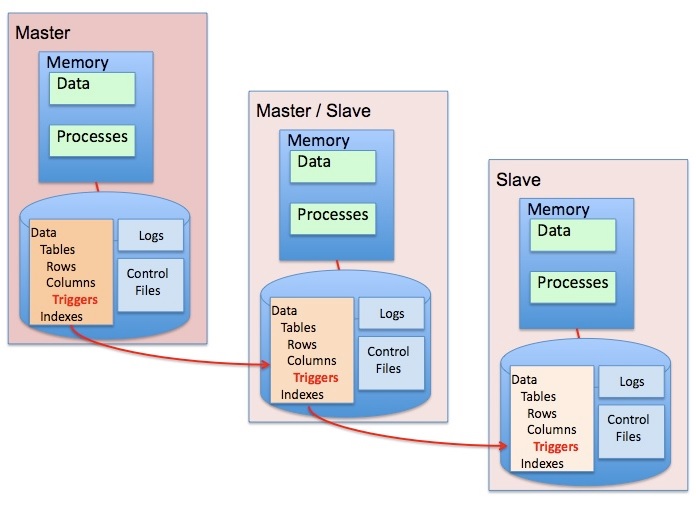 Master
Memory
Data
Processes
Data
Tables
Rows
Columns
Triggers
Indexes
Logs
Control
Files
Master / Slave
Memory
Data
Processes
Data
Tables
Rows
Columns
Triggers
Indexes
Logs
Control
Files
Slave
Memory
Data
Processes
Data
Tables
Rows
Columns
Triggers
Indexes
Logs
Control
Files